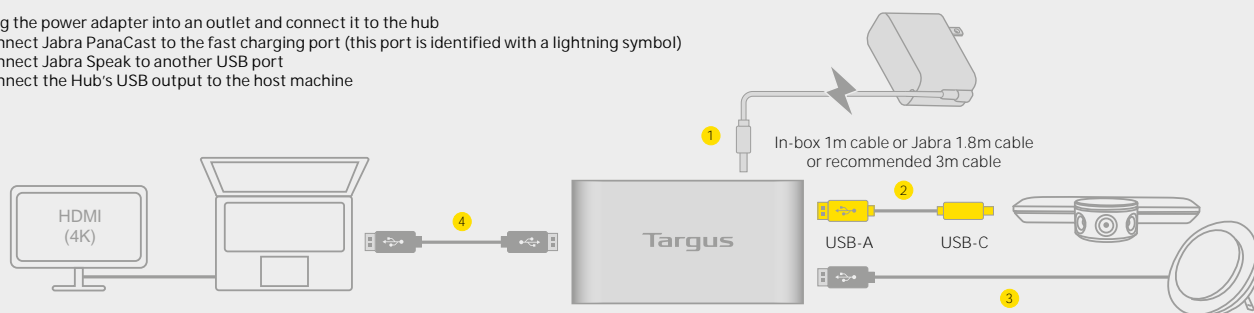 the power adapter into an outlet and connect it to the hub
Jabra PanaCast to the fast charging port (this port is identified with a lightning symbol)
Jabra Speak to another USB port
the Hub's USB output to the host machine
1
In-box 1m cable or Jabra 1.8m cable
or recommended 3m cable
HDMI
(4K)
4
Targus
2
USB-A
USB-C
3